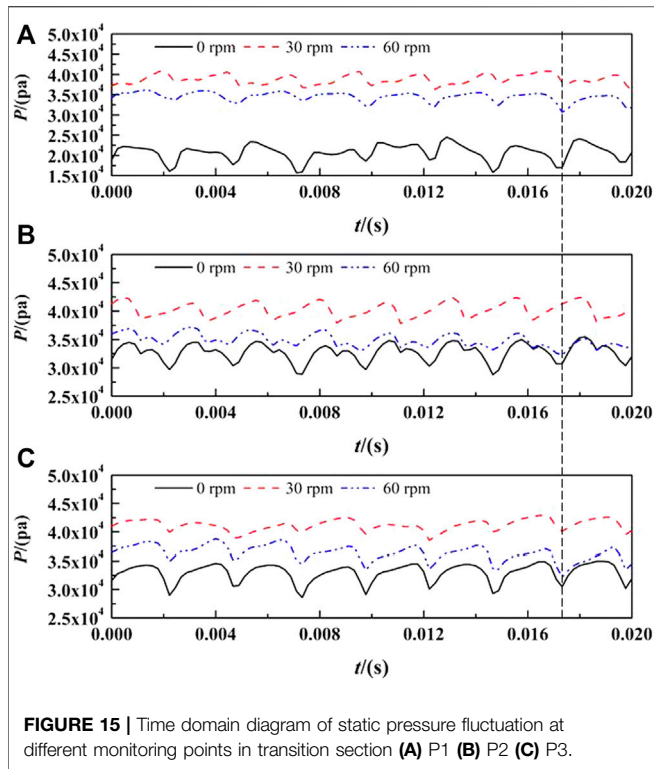 A
5.0x10⁴
4.5x10⁴
4.0x10⁴
3.5x10⁴
3.0x10⁴
2.5x10⁴
2.0x10⁴
1.5x10⁴
P/(pa)
0 rpm 30 rpm 60 rpm
0.000 0.004 0.008 0.012 0.016 0.020
t/(s)
B
5.0x10⁴
4.5x10⁴
4.0x10⁴
3.5x10⁴
3.0x10⁴
2.5x10⁴
P/(pa)
0 rpm 30 rpm 60 rpm
0.000 0.004 0.008 0.012 0.016 0.020
t/(s)
C
5.0x10⁴
4.5x10⁴
4.0x10⁴
3.5x10⁴
3.0x10⁴
2.5x10⁴
P/(pa)
0 rpm 30 rpm 60 rpm
0.000 0.004 0.008 0.012 0.016 0.020
t/(s)
FIGURE 15 | Time domain diagram of static pressure fluctuation at
different monitoring points in transition section (A) P1 (B) P2 (C) P3.